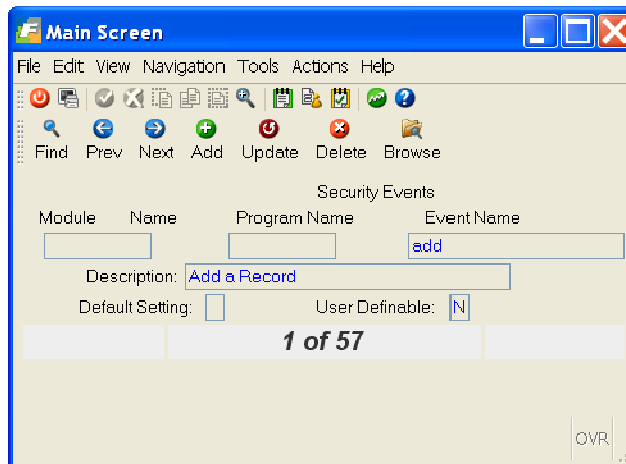 Main Screen
File Edit View Navigation Tools Actions Help
Find Prev Next Add Update Delete Browse
Security Events
Module Name Program Name Event Name
add
Description: Add a Record
Default Setting: User Definable: N
1 of 57
OVR